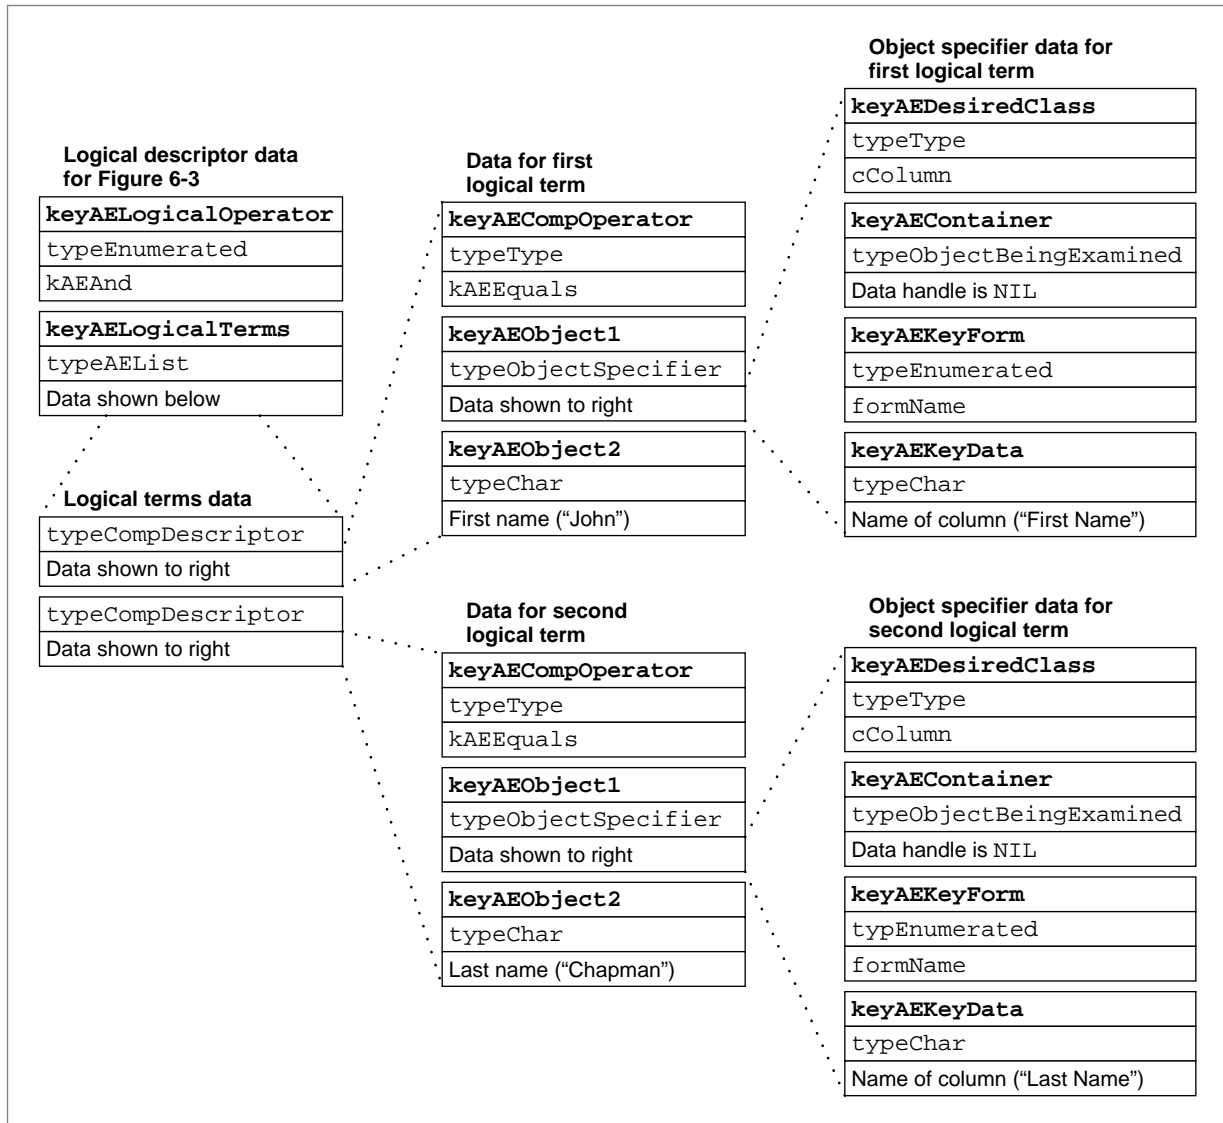 Logical descriptor data
for Figure 6-3
keyAELogicalOperator
typeEnumerated
kAEAnd
keyAELogicalTerms
typeAEList
Data shown below
Logical terms data
typeCompDescriptor
Data shown to right
typeCompDescriptor
Data shown to right
Data for first
logical term
keyAECompOperator
typeType
kAEEquals
keyAEObject1
typeObjectSpecifier
Data shown to right
keyAEObject2
typeChar
First name (“John”)
Data for second
logical term
keyAECompOperator
typeType
kAEEquals
keyAEObject1
typeObjectSpecifier
Data shown to right
keyAEObject2
typeChar
Last name (“Chapman”)
Object specifier data for
first logical term
keyAEDesiredClass
typeType
cColumn
keyAEContainer
typeObjectBeingExamined
Data handle is NIL
keyAEKeyForm
typeEnumerated
formName
keyAEKeyData
typeChar
Name of column (“First Name”)
Object specifier data for
second logical term
keyAEDesiredClass
typeType
cColumn
keyAEContainer
typeObjectBeingExamined
Data handle is NIL
keyAEKeyForm
typEnumerated
formName
keyAEKeyData
typeChar
Name of column (“Last Name”)